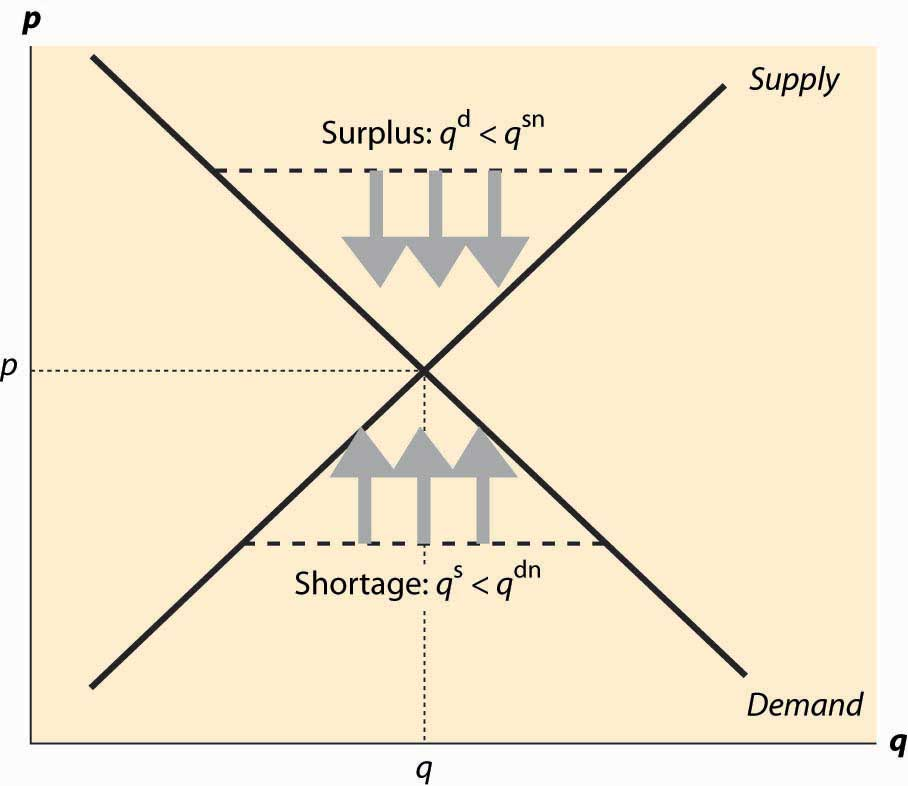 p
Supply
Surplus: qᵈ < qˢⁿ
p
Shortage: qˢ < qᵈⁿ
Demand
q
q